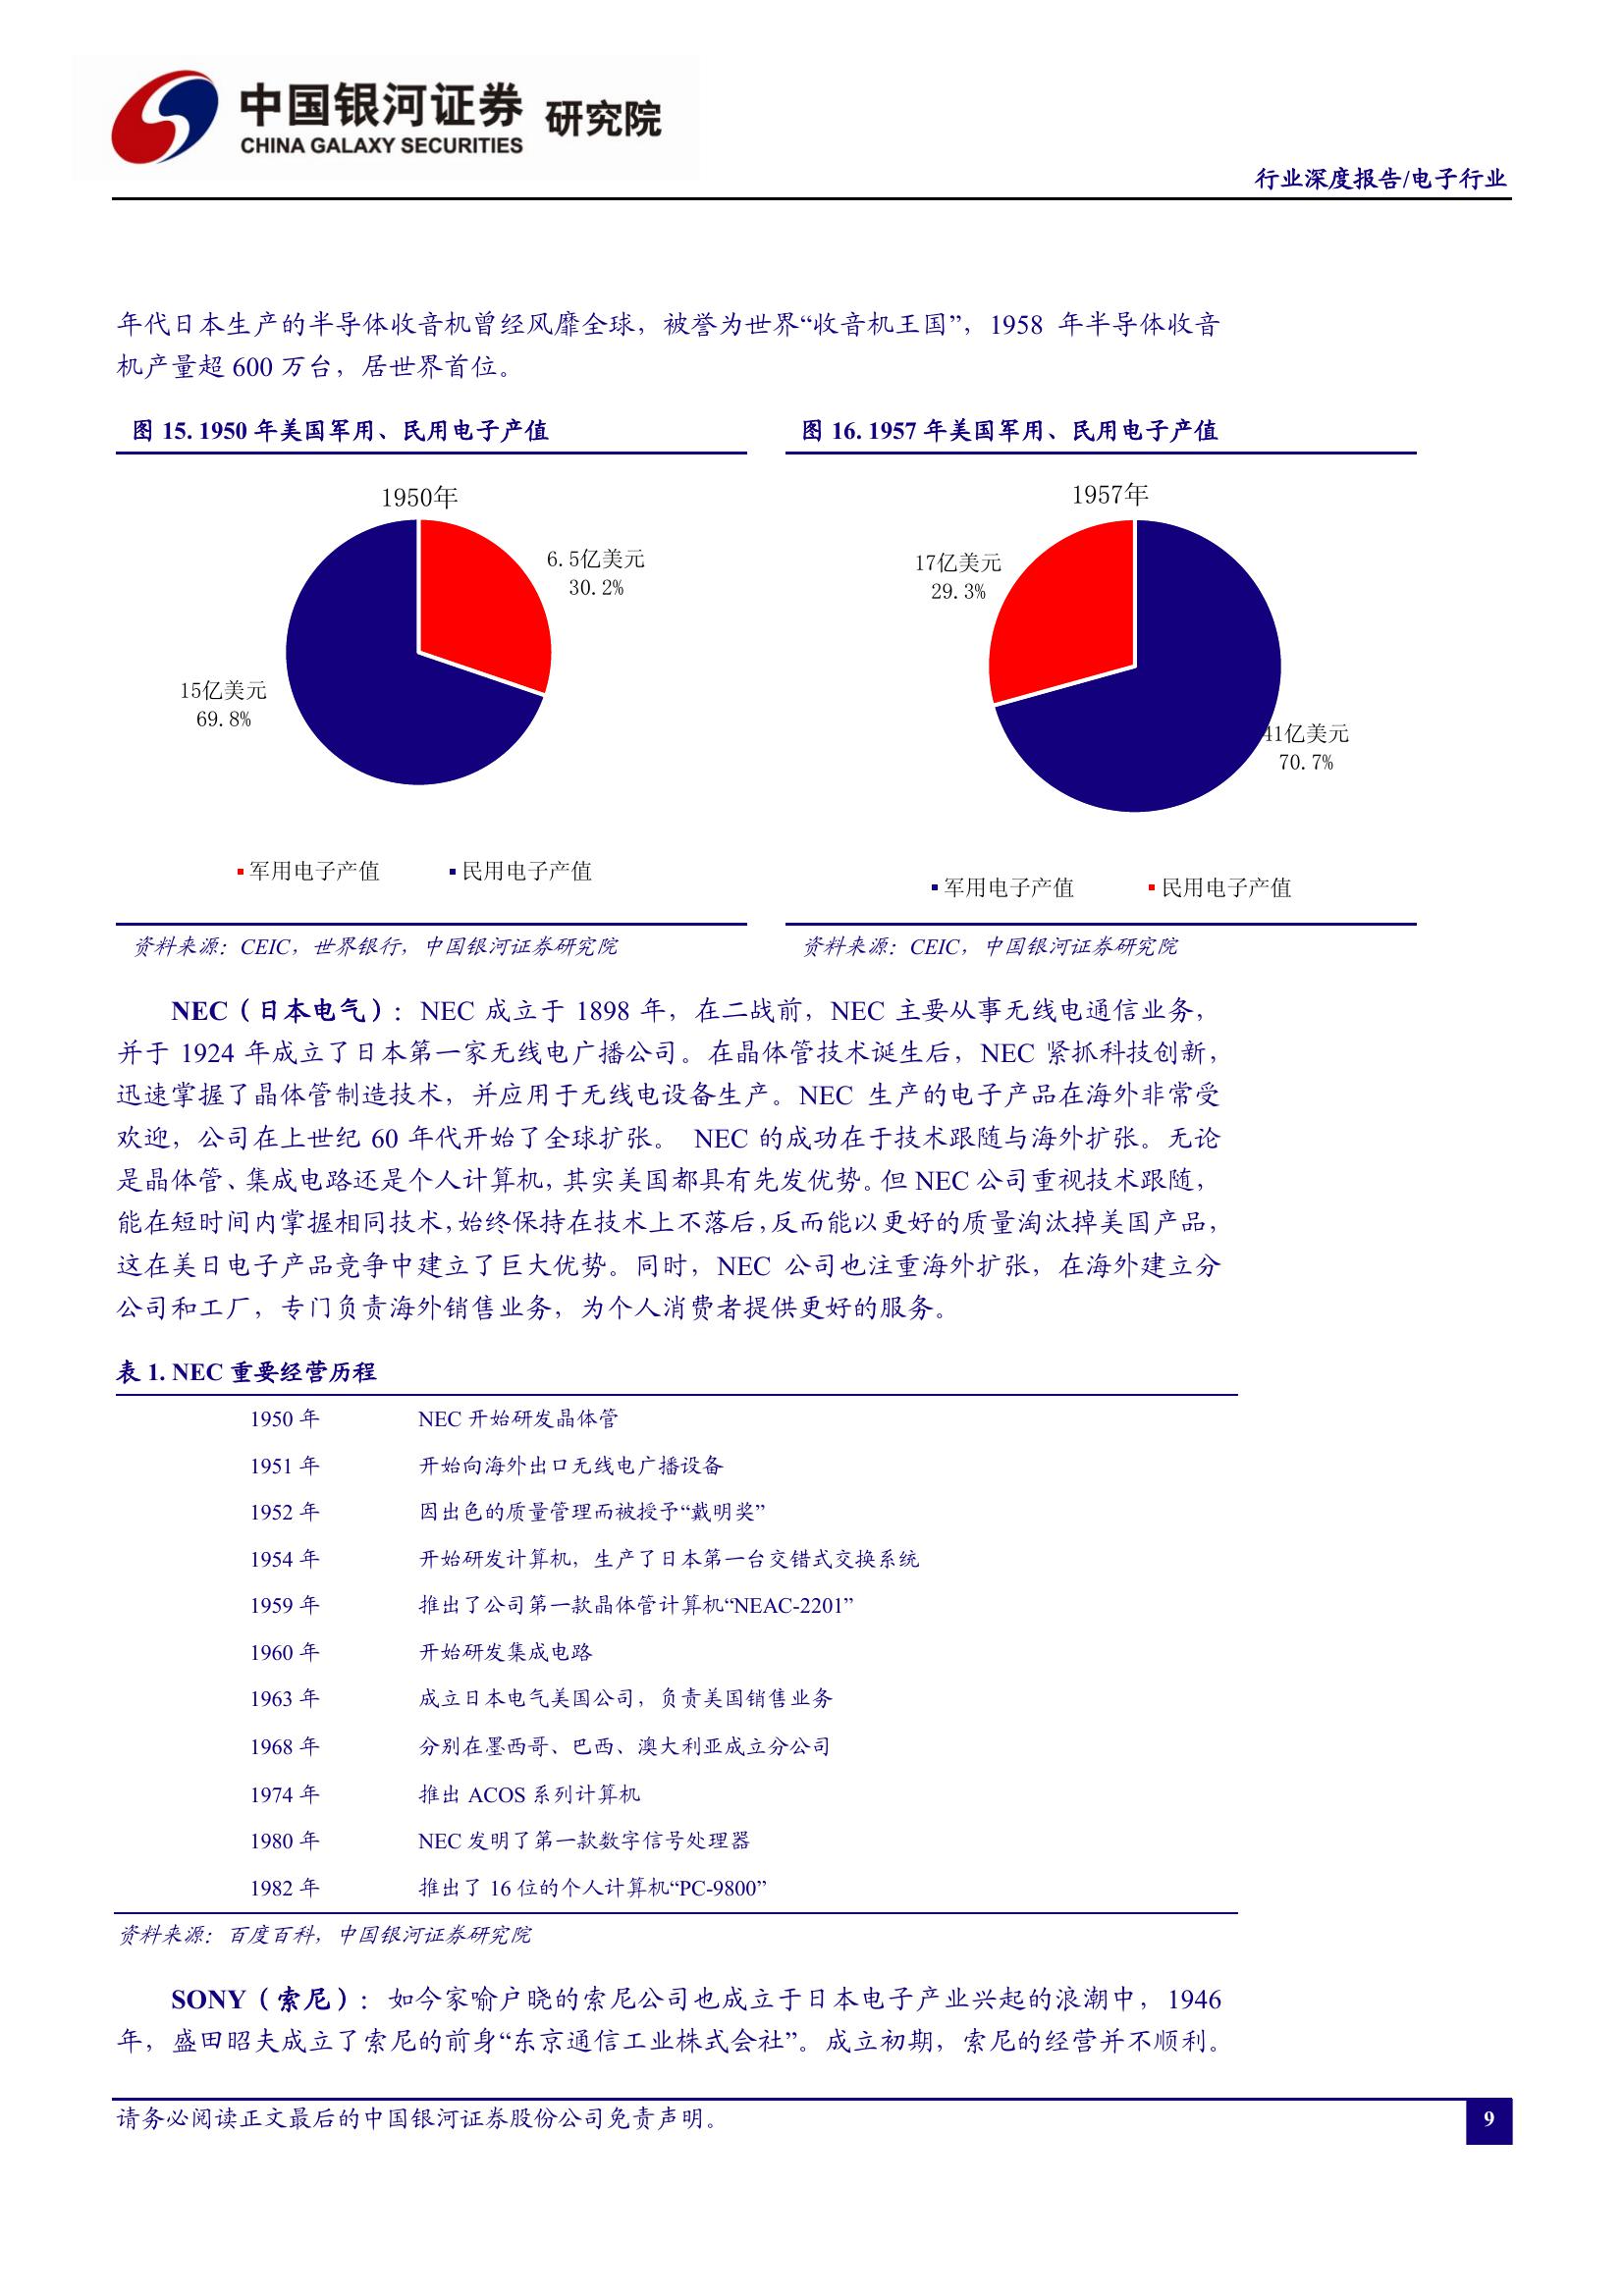 中国银河证券 研究院
CHINA GALAXY SECURITIES
行业深度报告/电子行业
年代日本生产的半导体收音机曾经风靡全球，被誉为世界“收音机王国”，1958 年半导体收音
机产量超 600 万台，居世界首位。
图 15. 1950 年美国军用、民用电子产值
1950年
6.5亿美元
30.2%
15亿美元
69.8%
军用电子产值 民用电子产值
资料来源：CEIC，世界银行，中国银河证券研究院
图 16. 1957 年美国军用、民用电子产值
1957年
17亿美元
29.3%
41亿美元
70.7%
军用电子产值 民用电子产值
资料来源：CEIC，中国银河证券研究院
NEC（日本电气）：NEC 成立于 1898 年，在二战前，NEC 主要从事无线电通信业务，
并于 1924 年成立了日本第一家无线电广播公司。在晶体管技术诞生后，NEC 紧抓科技创新，
迅速掌握了晶体管制造技术，并应用于无线电设备生产。NEC 生产的电子产品在海外非常受
欢迎，公司在上世纪 60 年代开始了全球扩张。 NEC 的成功在于技术跟随与海外扩张。无论
是晶体管、集成电路还是个人计算机，其实美国都具有先发优势。但 NEC 公司重视技术跟随，
能在短时间内掌握相同技术，始终保持在技术上不落后，反而能以更好的质量淘汰掉美国产品，
这在美日电子产品竞争中建立了巨大优势。同时，NEC 公司也注重海外扩张，在海外建立分
公司和工厂，专门负责海外销售业务，为个人消费者提供更好的服务。
表 1. NEC 重要经营历程
1950 年 NEC 开始研发晶体管
1951 年 开始向海外出口无线电广播设备
1952 年 因出色的质量管理而被授予“戴明奖”
1954 年 开始研发计算机，生产了日本第一台交错式交换系统
1959 年 推出了公司第一款晶体管计算机“NEAC-2201”
1960 年 开始研发集成电路
1963 年 成立日本电气美国公司，负责美国销售业务
1968 年 分别在墨西哥、巴西、澳大利亚成立分公司
1974 年 推出 ACOS 系列计算机
1980 年 NEC 发明了第一款数字信号处理器
1982 年 推出了 16 位的个人计算机“PC-9800”
资料来源：百度百科，中国银河证券研究院
SONY（索尼）：如今家喻户晓的索尼公司也成立于日本电子产业兴起的浪潮中，1946
年，盛田昭夫成立了索尼的前身“东京通信工业株式会社”。成立初期，索尼的经营并不顺利。
请务必阅读正文最后的中国银河证券股份公司免责声明。
9